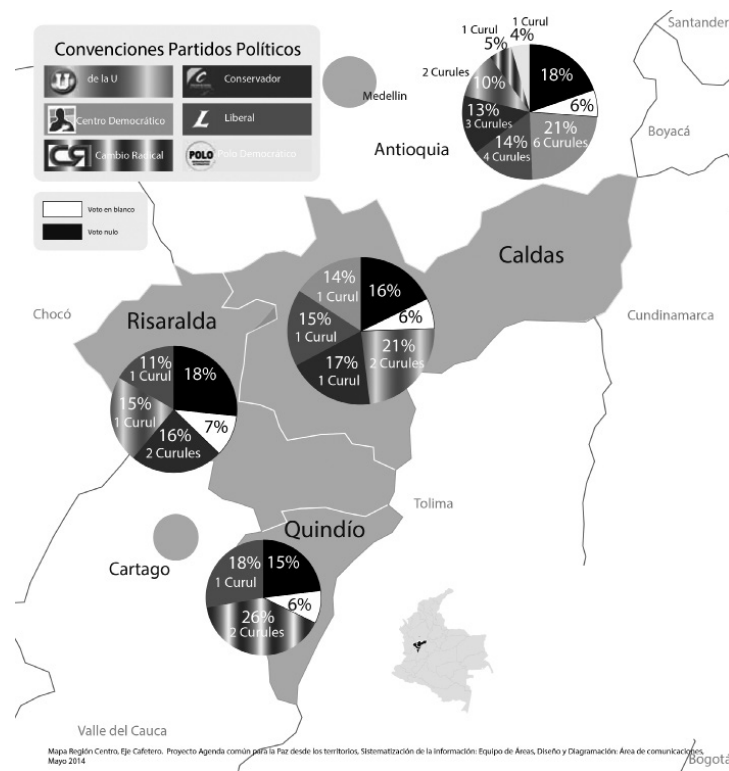 Convenciones Partidos Políticos
de la U
Conservador
Centro Democrático
L
Liberal
CR
Cambio Radical
POLO
Polo Democrático
Voto en blanco
Voto nulo
Medellin
Antioquia
1 Curul
4%
1 Curul
5%
2 Curules
10%
13%
3 Curules
14%
4 Curules
21%
6 Curules
6%
18%
Santander
Boyacá
Caldas
Cundinamarca
Chocó
Risaralda
14%
1 Curul
16%
6%
15%
1 Curul
17%
1 Curul
21%
2 Curules
11%
1 Curul
18%
15%
1 Curul
7%
16%
2 Curules
Tolima
Quindío
Cartago
18%
1 Curul
15%
6%
26%
2 Curules
Valle del Cauca
Mapa Región Centro, Eje Cafetero. Proyecto Agenda común para la Paz desde los territorios, Sistematización de la información: Equipo de Áreas, Diseño y Diagramación: Área de comunicaciones,
Mayo 2014
Bogotá